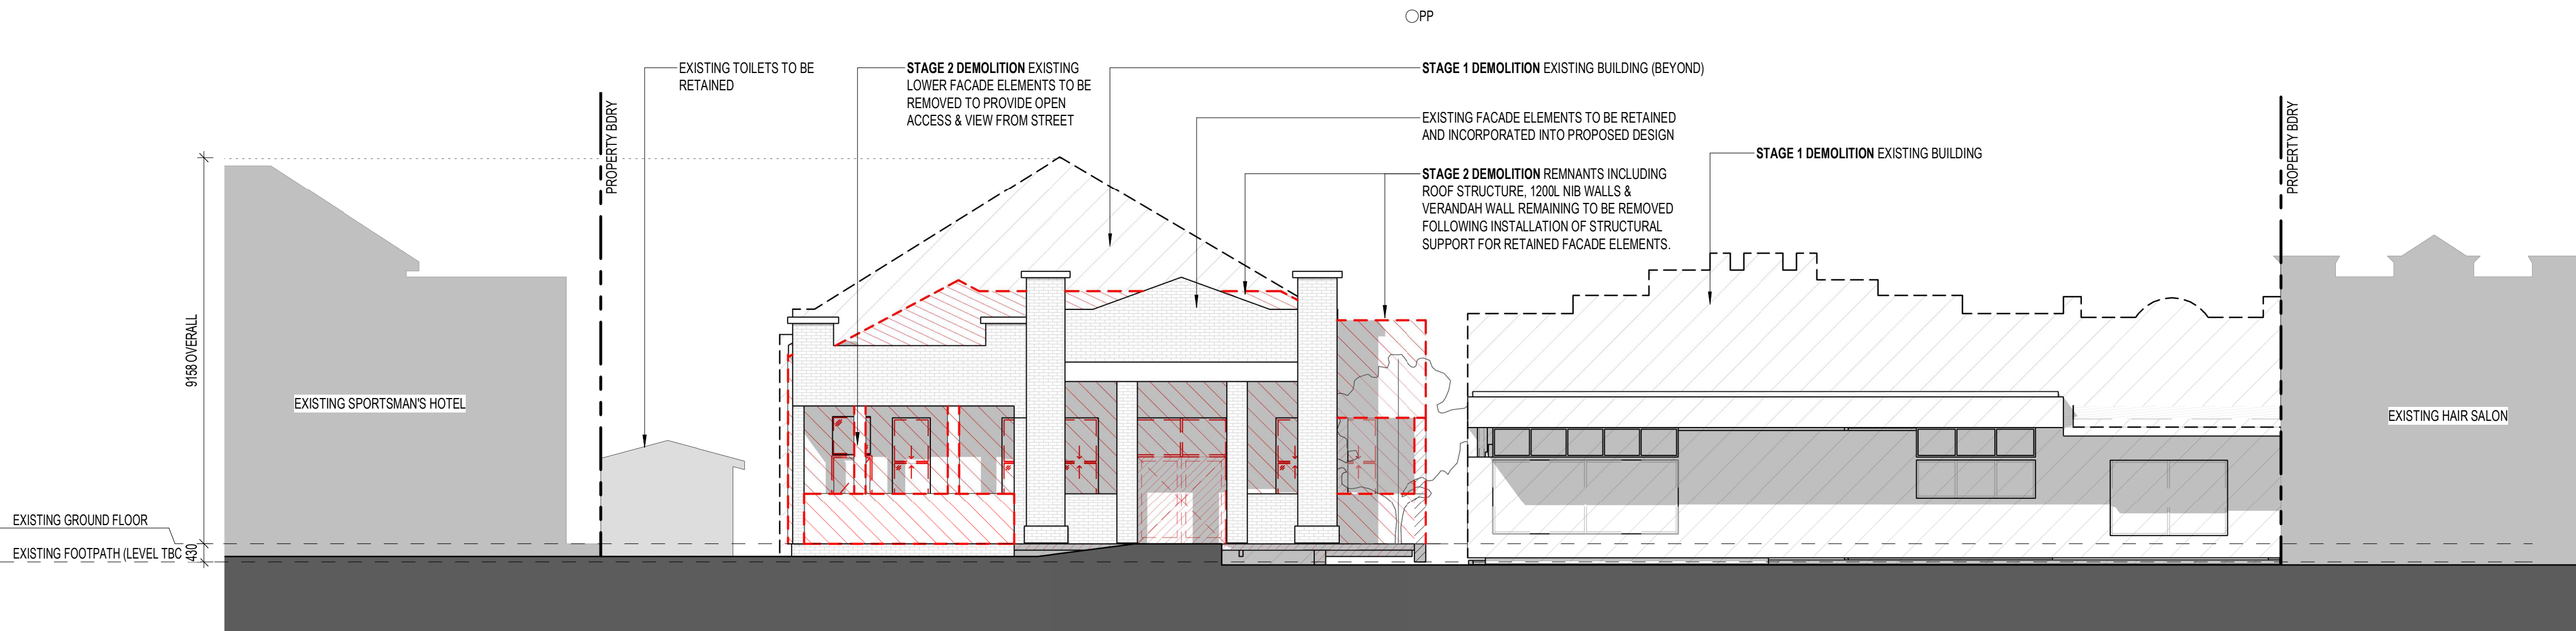 PP
EXISTING TOILETS TO BE
RETAINED
STAGE 2 DEMOLITION EXISTING
LOWER FACADE ELEMENTS TO BE
REMOVED TO PROVIDE OPEN
ACCESS & VIEW FROM STREET
STAGE 1 DEMOLITION EXISTING BUILDING (BEYOND)
EXISTING FACADE ELEMENTS TO BE RETAINED
AND INCORPORATED INTO PROPOSED DESIGN
STAGE 2 DEMOLITION REMNANTS INCLUDING
ROOF STRUCTURE, 1200L NIB WALLS &
VERANDAH WALL REMAINING TO BE REMOVED
FOLLOWING INSTALLATION OF STRUCTURAL
SUPPORT FOR RETAINED FACADE ELEMENTS.
STAGE 1 DEMOLITION EXISTING BUILDING
PROPERTY BDRY
PROPERTY BDRY
9158 OVERALL
EXISTING SPORTSMAN'S HOTEL
EXISTING HAIR SALON
EXISTING GROUND FLOOR
EXISTING FOOTPATH (LEVEL TBC
430